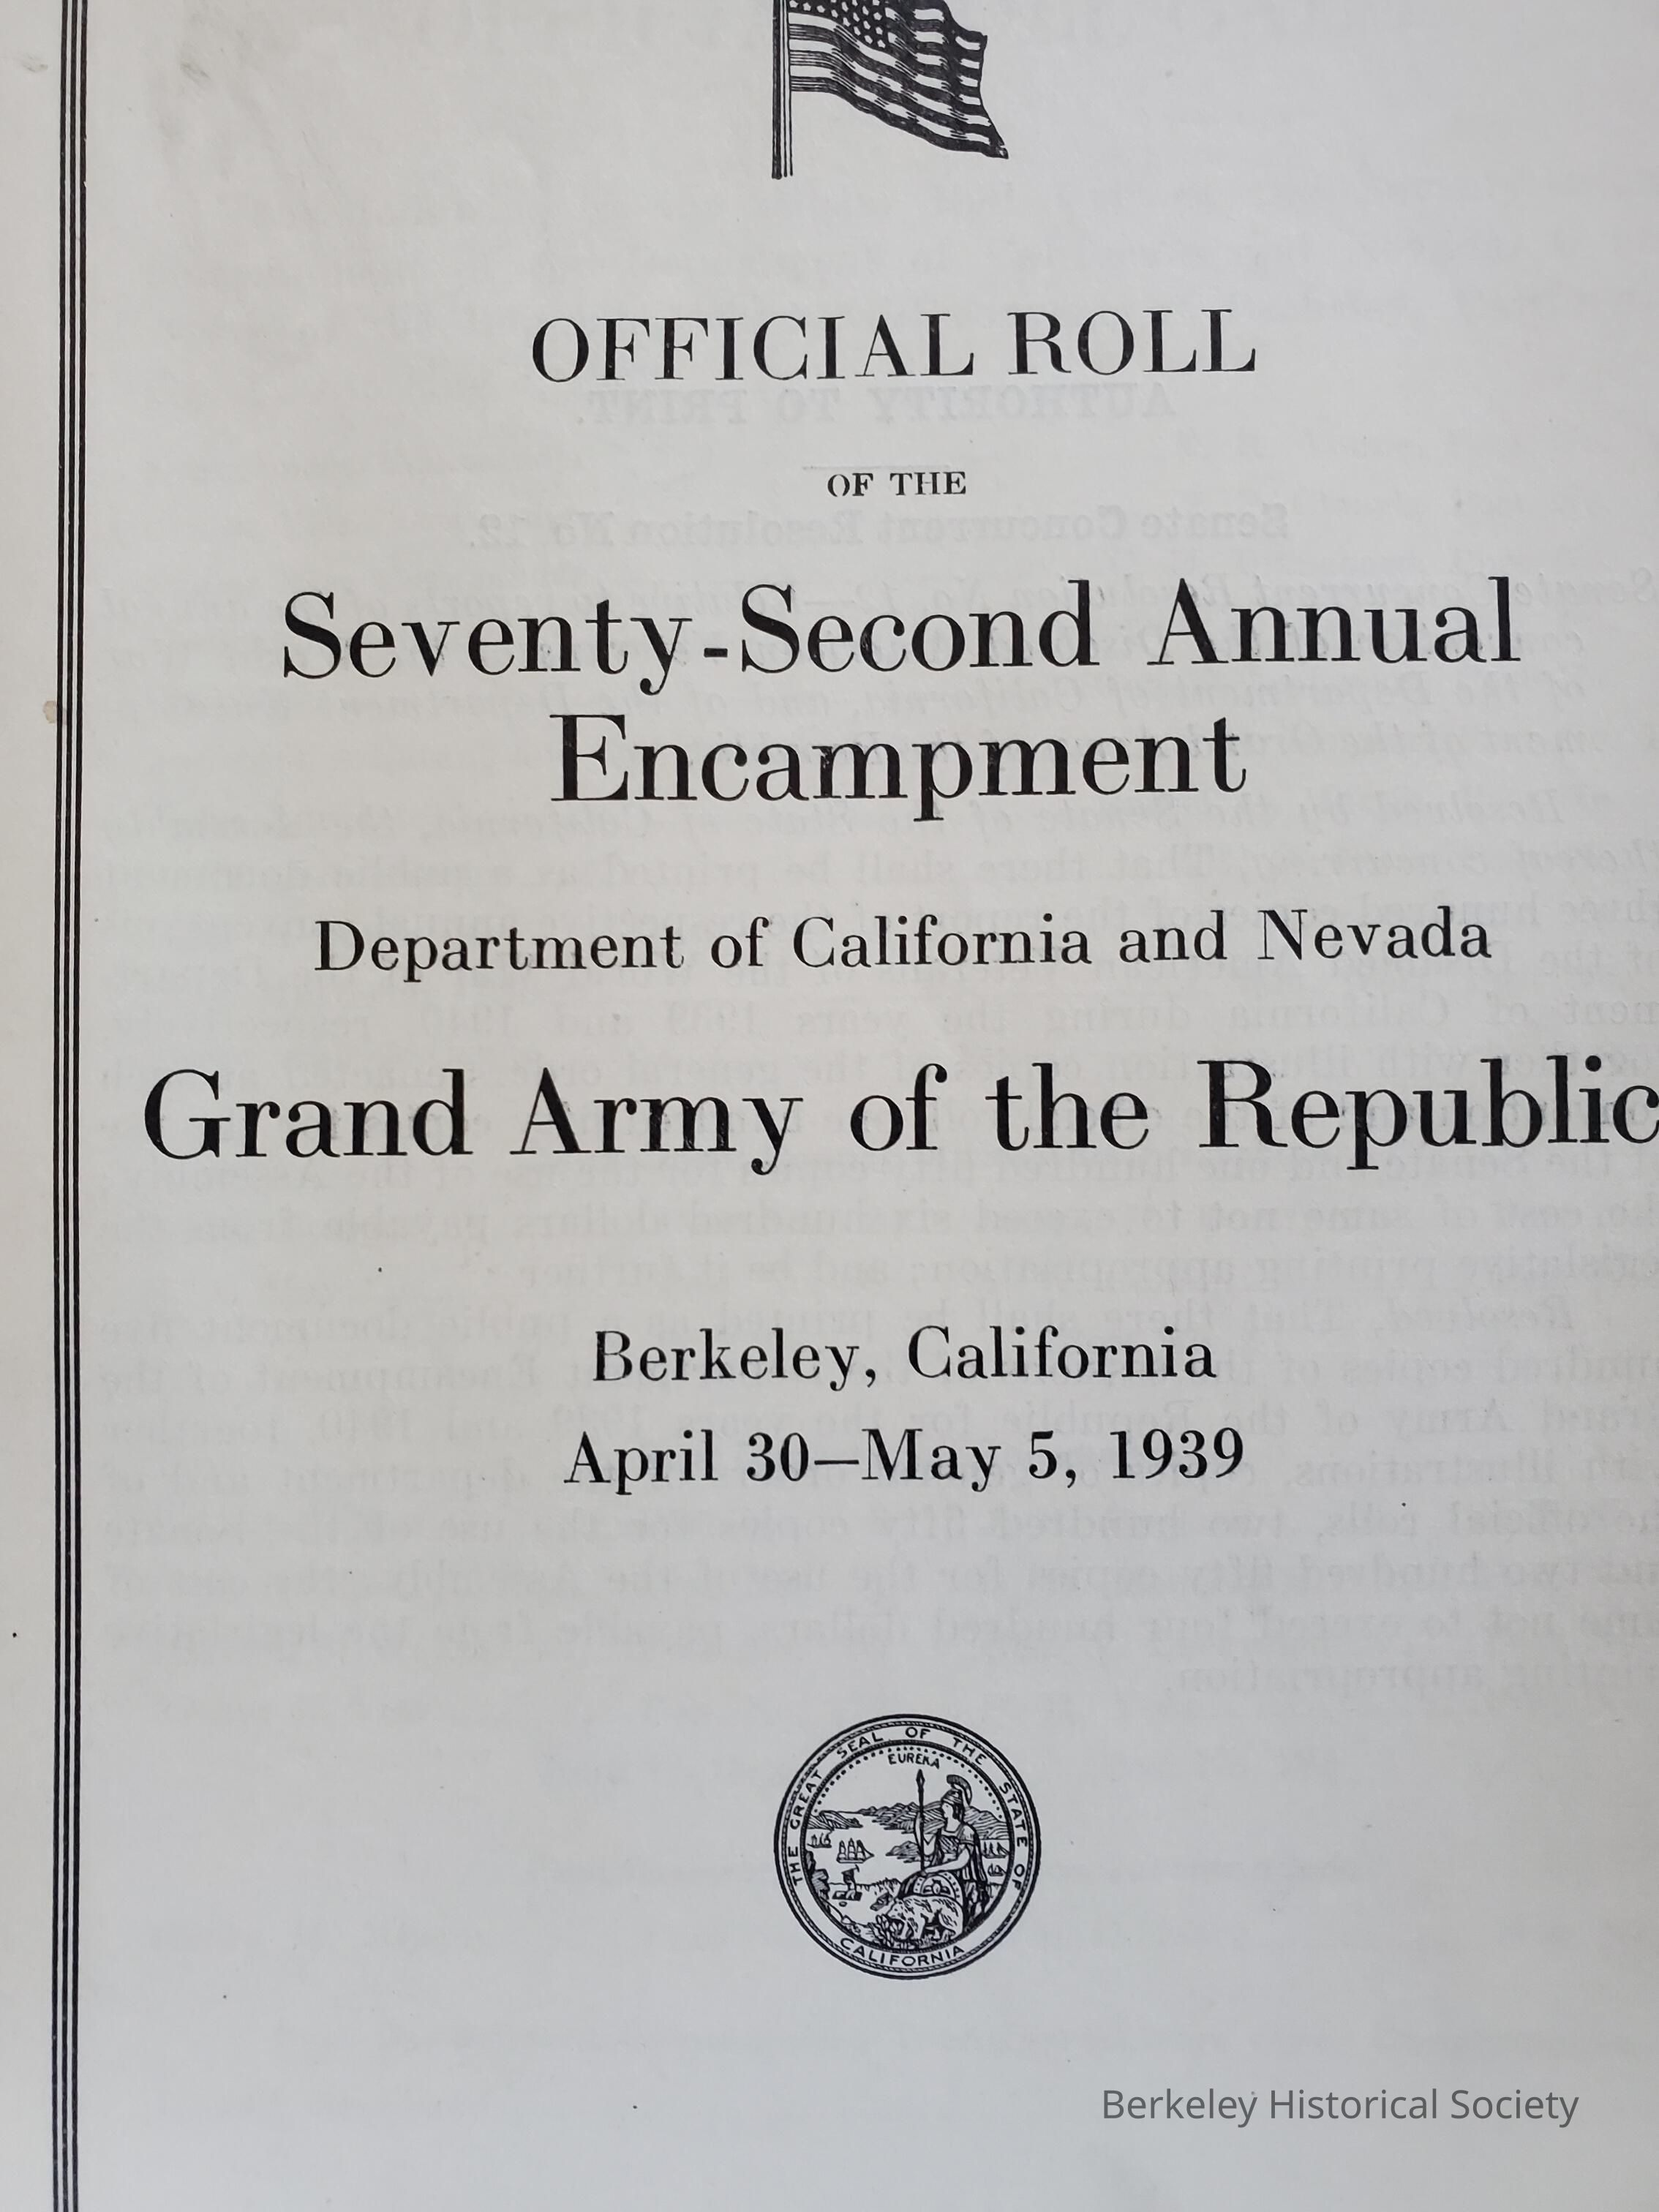 OFFICIAL ROLL
OF THE
Seventy-Second Annual
Encampment
Department of California and Nevada
Grand Army of the Republic
Berkeley, California
April 30—May 5, 1939
THE GREAT SEAL OF THE STATE OF
EUREKA
CALIFORNIA
Berkeley Historical Society